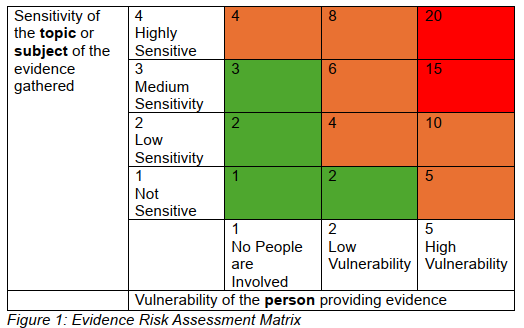 Sensitivity of
the topic or
subject of the
evidence
gathered
4
Highly
Sensitive
4
8
20
3
Medium
Sensitivity
3
6
15
2
Low
Sensitivity
2
4
10
1
Not
Sensitive
1
2
5
1
No People
are
Involved
2
Low
Vulnerability
5
High
Vulnerability
Vulnerability of the person providing evidence
Figure 1: Evidence Risk Assessment Matrix